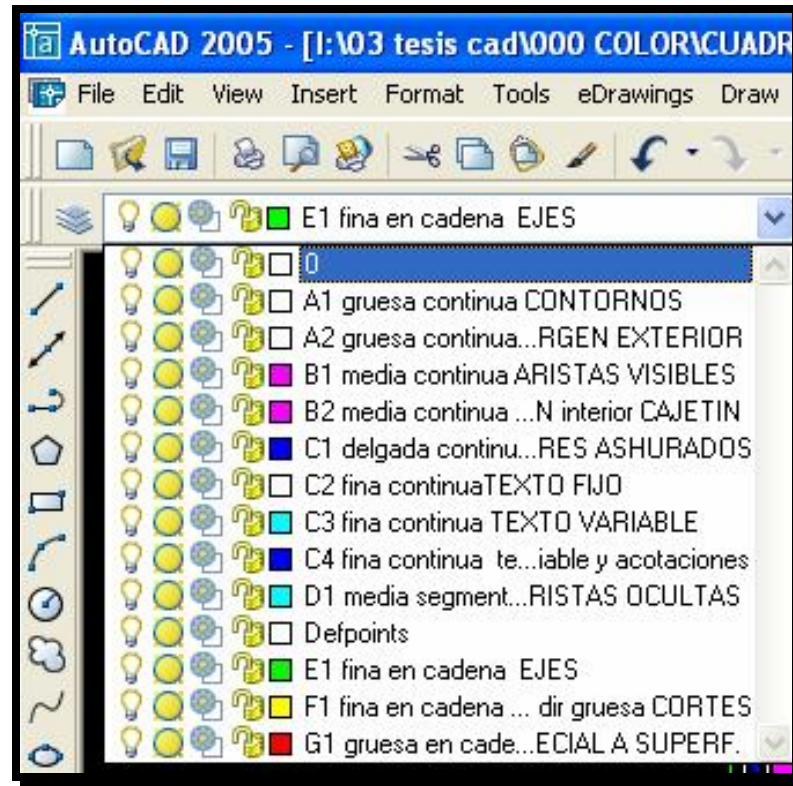 AutoCAD 2005 - [I:\03 tesis cad\000 COLOR\CUADR
File Edit View Insert Format Tools eDrawings Draw
E1 fina en cadena EJES
0
A1 gruesa continua CONTORNOS
A2 gruesa continua...RGEN EXTERIOR
B1 media continua ARISTAS VISIBLES
B2 media continua ...N interior CAJETIN
C1 delgada continu...RES ASHURADOS
C2 fina continuaTEXTO FIJO
C3 fina continua TEXTO VARIABLE
C4 fina continua te...iable y acotaciones
D1 media segment...RISTAS OCULTAS
Defpoints
E1 fina en cadena EJES
F1 fina en cadena ... dir gruesa CORTES
G1 gruesa en cade...ECIAL A SUPERF.